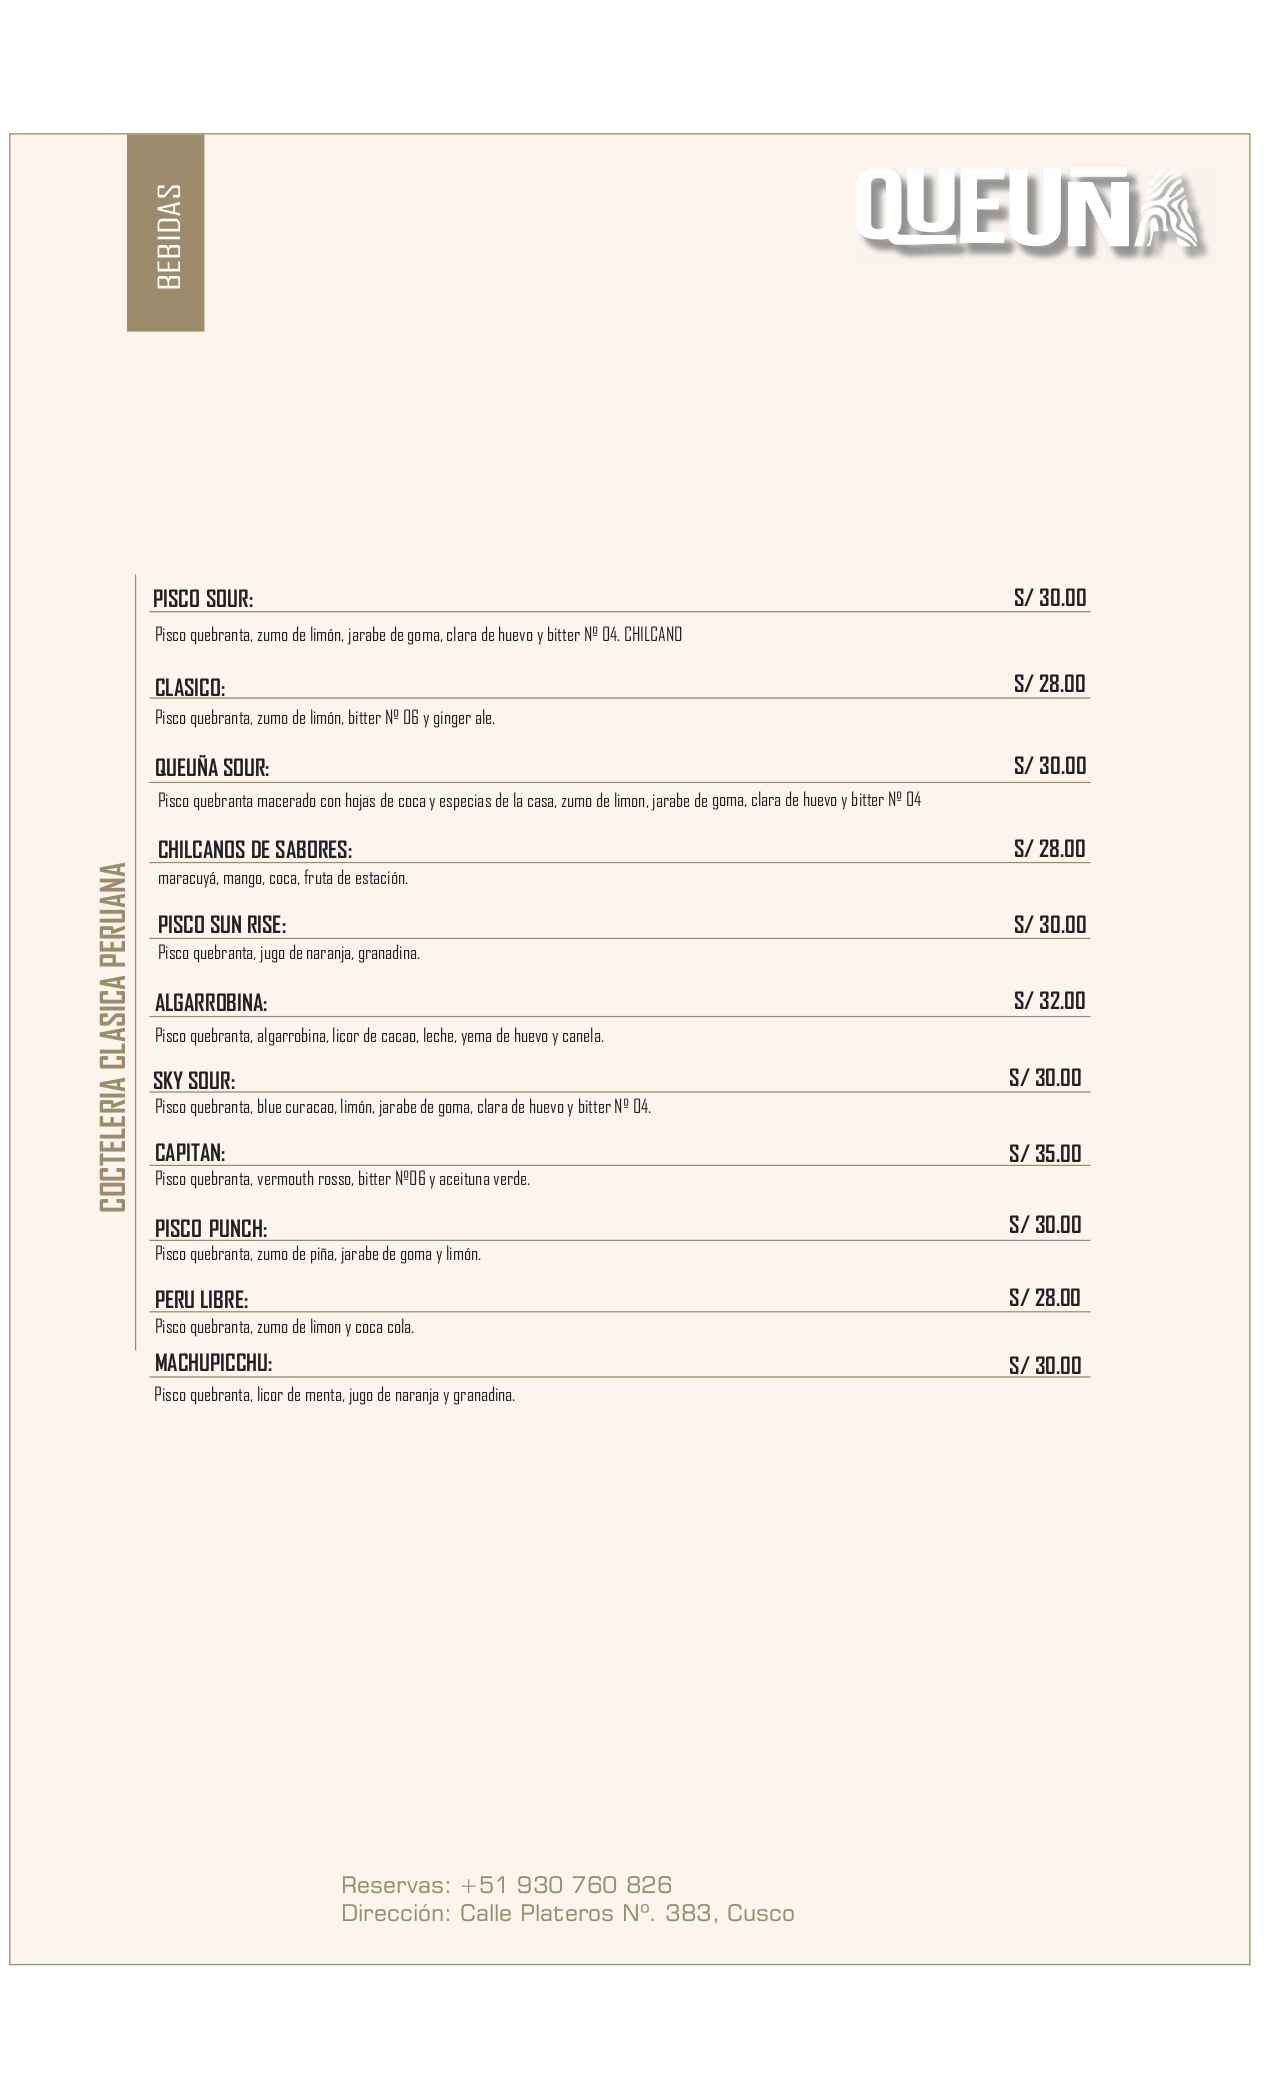 BEBIDAS
QUEUÑA
COCTELERIA CLASICA PERUANA
PISCO SOUR: S/ 30.00
Pisco quebranta, zumo de limón, jarabe de goma, clara de huevo y bitter Nº 04. CHILCANO
CLASICO: S/ 28.00
Pisco quebranta, zumo de limón, bitter Nº 06 y ginger ale.
QUEUÑA SOUR: S/ 30.00
Pisco quebranta macerado con hojas de coca y especias de la casa, zumo de limon, jarabe de goma, clara de huevo y bitter Nº 04
CHILCANOS DE SABORES: S/ 28.00
maracuyá, mango, coca, fruta de estación.
PISCO SUN RISE: S/ 30.00
Pisco quebranta, jugo de naranja, granadina.
ALGARROBINA: S/ 32.00
Pisco quebranta, algarrobina, licor de cacao, leche, yema de huevo y canela.
SKY SOUR: S/ 30.00
Pisco quebranta, blue curacao, limón, jarabe de goma, clara de huevo y bitter Nº 04.
CAPITAN: S/ 35.00
Pisco quebranta, vermouth rosso, bitter Nº06 y aceituna verde.
PISCO PUNCH: S/ 30.00
Pisco quebranta, zumo de piña, jarabe de goma y limón.
PERU LIBRE: S/ 28.00
Pisco quebranta, zumo de limon y coca cola.
MACHUPICCHU: S/ 30.00
Pisco quebranta, licor de menta, jugo de naranja y granadina.
Reservas: +51 930 760 826
Dirección: Calle Plateros Nº. 383, Cusco